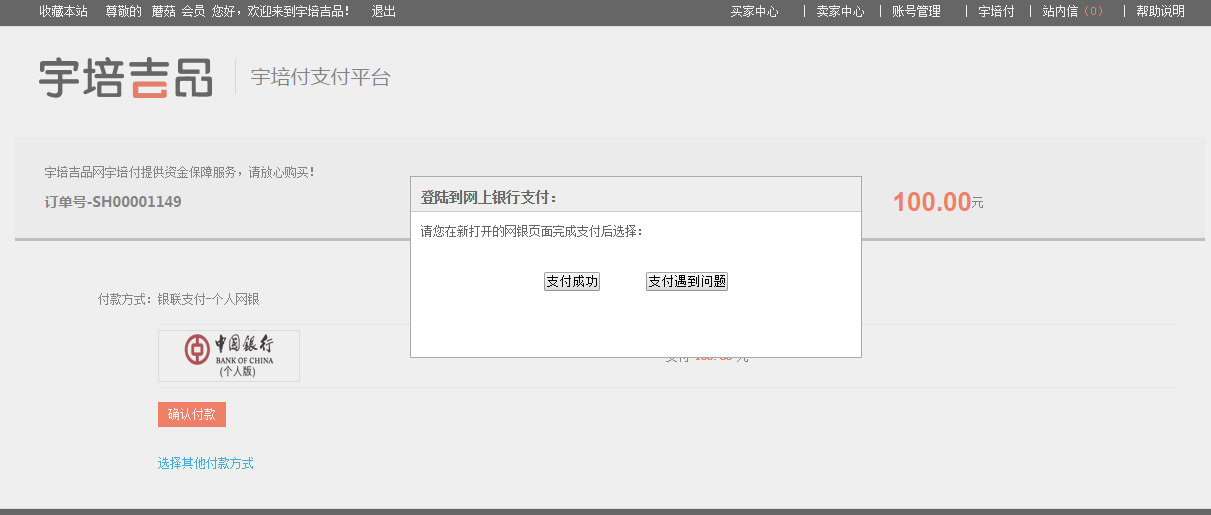 收藏本站 尊敬的 蘑菇 会员 您好，欢迎来到宇培吉品！ 退出 买家中心 | 卖家中心 | 账号管理 | 宇培付 | 站内信（0） | 帮助说明
宇培吉品 宇培付支付平台
宇培吉品网宇培付提供资金保障服务，请放心购买！
订单号-SH00001149 100.00元
登陆到网上银行支付：
请您在新打开的网银页面完成支付后选择：
支付成功 支付遇到问题
付款方式：银联支付-个人网银
中国银行
BANK OF CHINA
(个人版)
支付 100.00 元
确认付款
选择其他付款方式